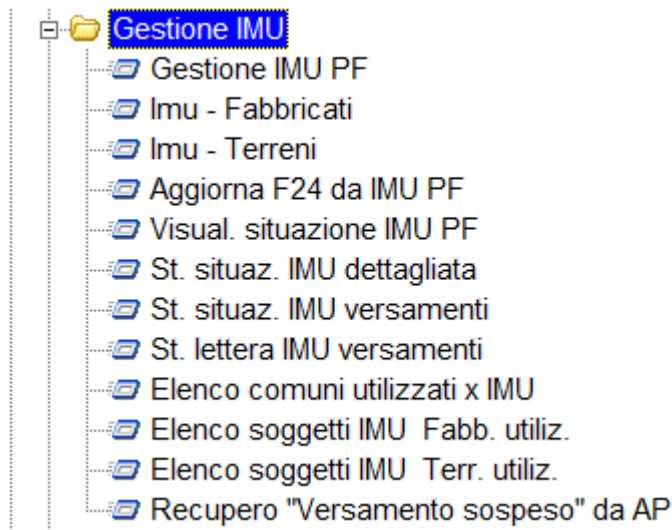 Gestione IMU
Gestione IMU PF
Imu - Fabbricati
Imu - Terreni
Aggiorna F24 da IMU PF
Visual. situazione IMU PF
St. situaz. IMU dettagliata
St. situaz. IMU versamenti
St. lettera IMU versamenti
Elenco comuni utilizzati x IMU
Elenco soggetti IMU  Fabb. utiliz.
Elenco soggetti IMU  Terr. utiliz.
Recupero "Versamento sospeso" da AP